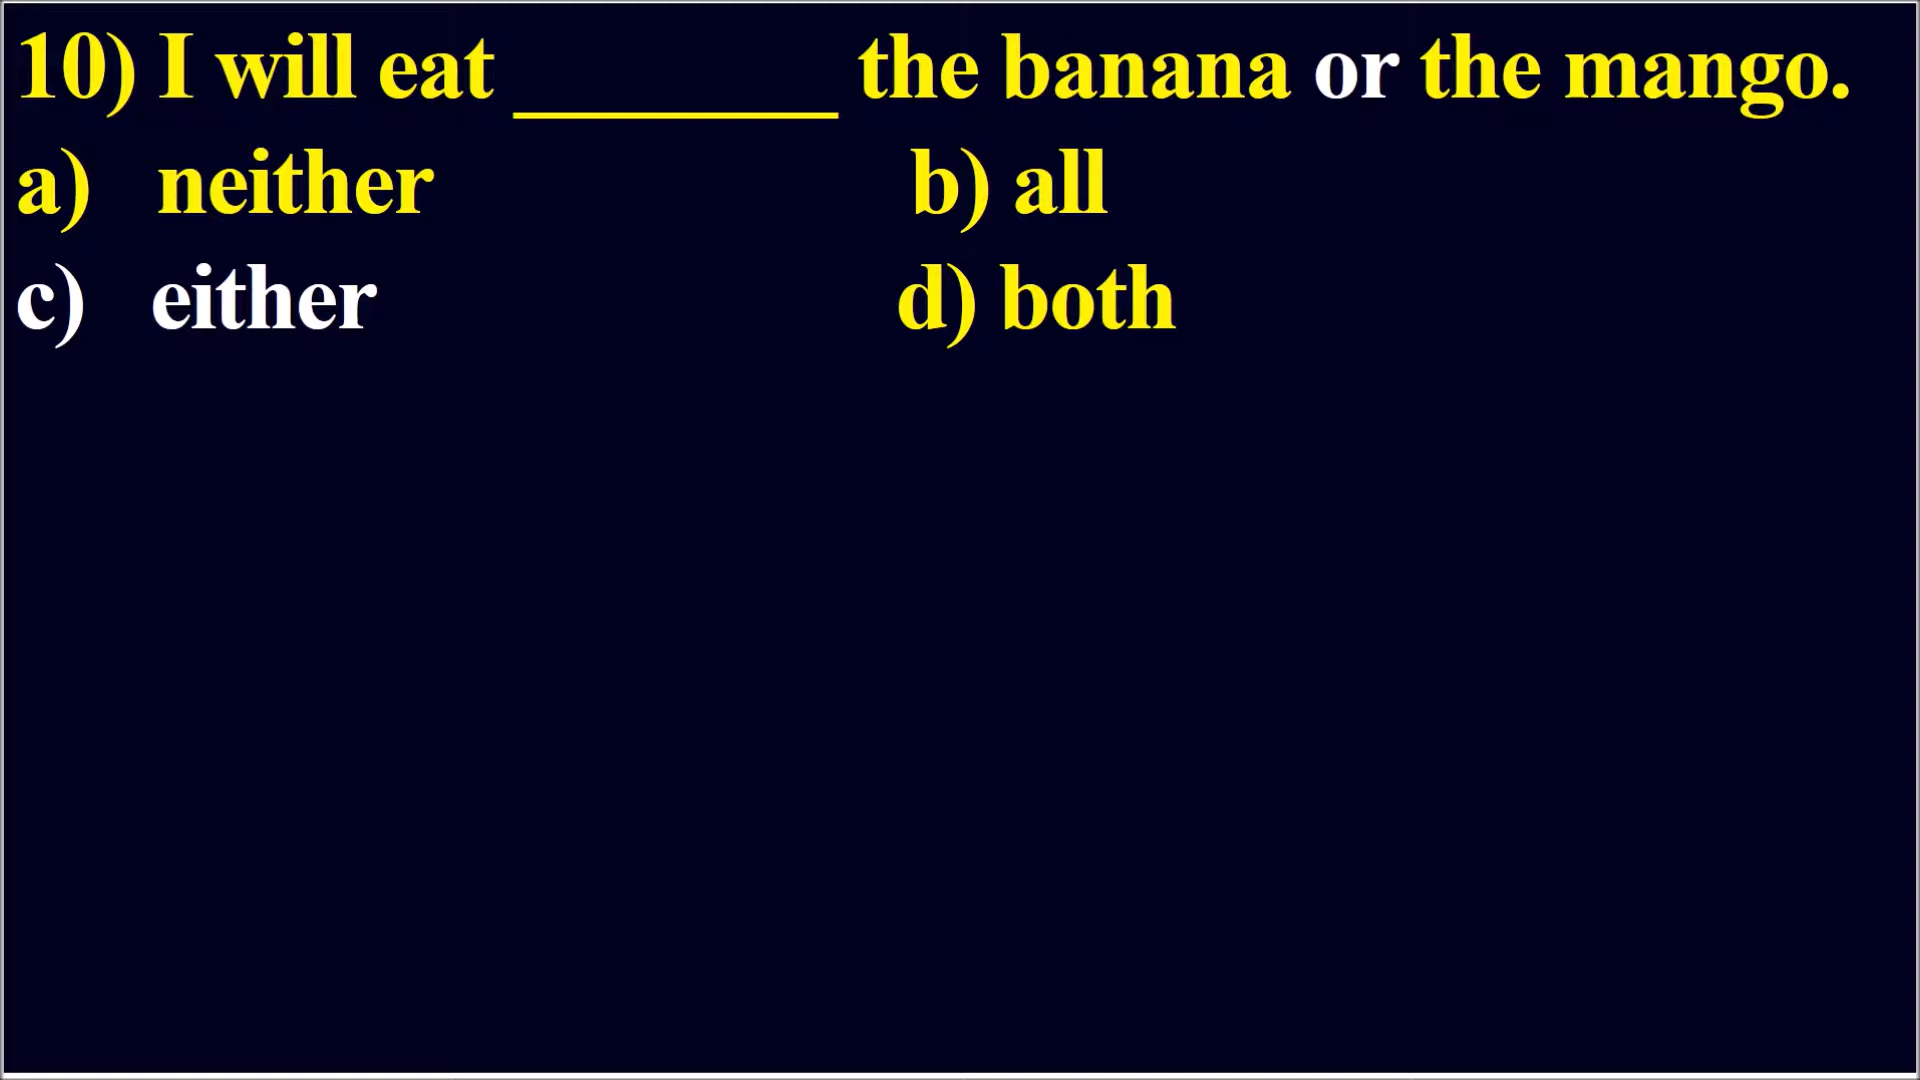 10) I will eat ________ the banana or the mango.
a) neither b) all
c) either d) both